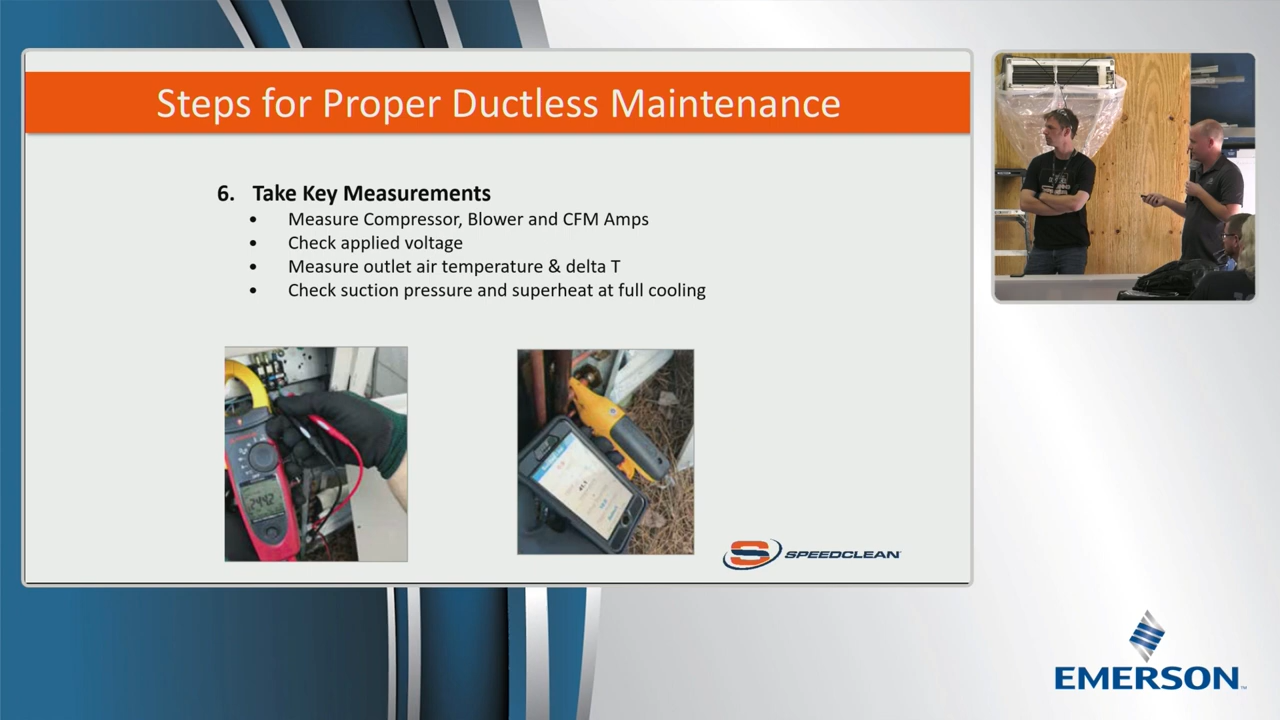 Steps for Proper Ductless Maintenance
6. Take Key Measurements
• Measure Compressor, Blower and CFM Amps
• Check applied voltage
• Measure outlet air temperature & delta T
• Check suction pressure and superheat at full cooling
SPEEDCLEAN
EMERSON